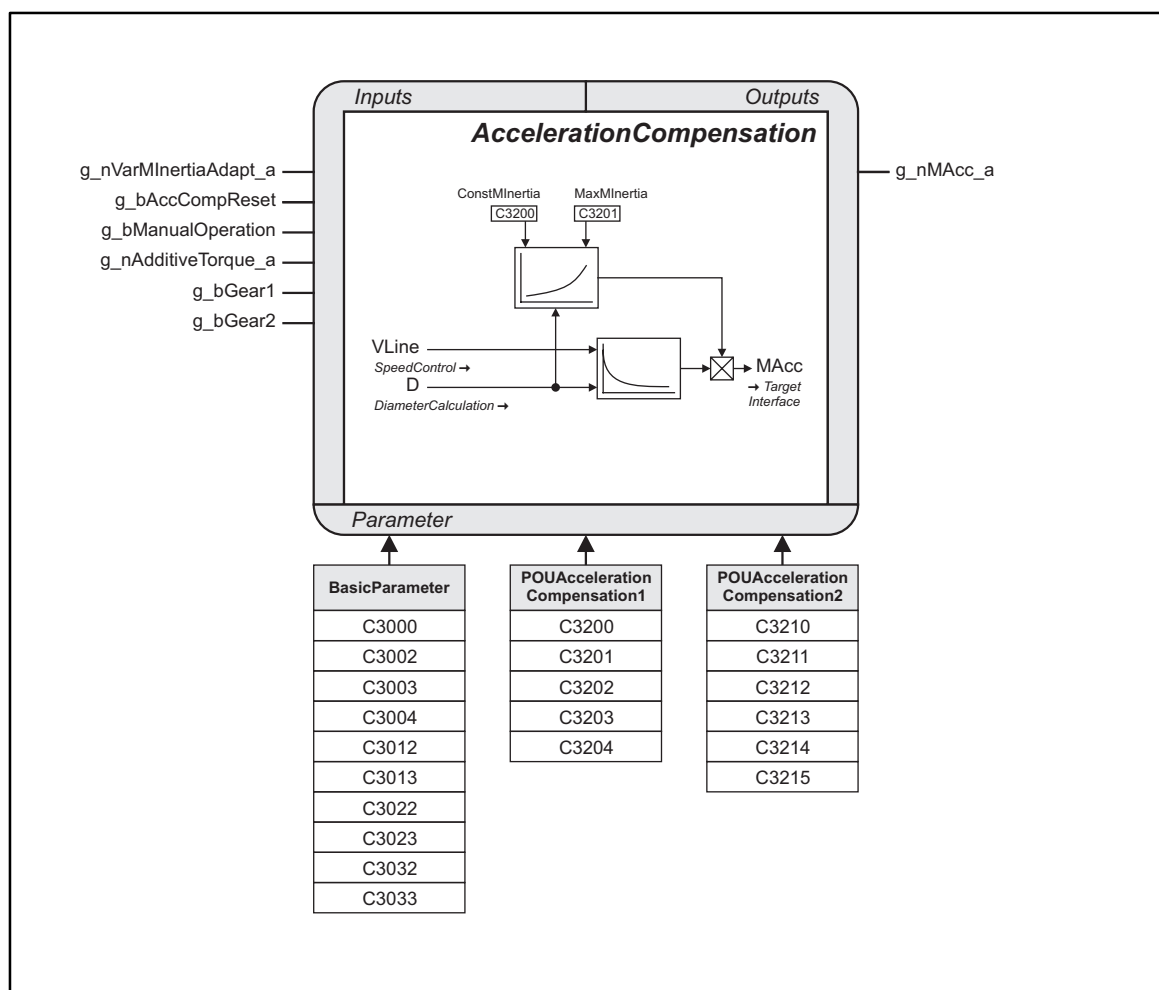 Inputs
Outputs
AccelerationCompensation
g_nVarMInertiaAdapt_a
g_bAccCompReset
g_bManualOperation
g_nAdditiveTorque_a
g_bGear1
g_bGear2
g_nMAcc_a
ConstMInertia
MaxMInertia
C3200
C3201
VLine
SpeedControl ➞
D
DiameterCalculation ➞
MAcc
➞ Target
Interface
Parameter
BasicParameter
C3000
C3002
C3003
C3004
C3012
C3013
C3022
C3023
C3032
C3033
POUAcceleration
Compensation1
C3200
C3201
C3202
C3203
C3204
POUAcceleration
Compensation2
C3210
C3211
C3212
C3213
C3214
C3215